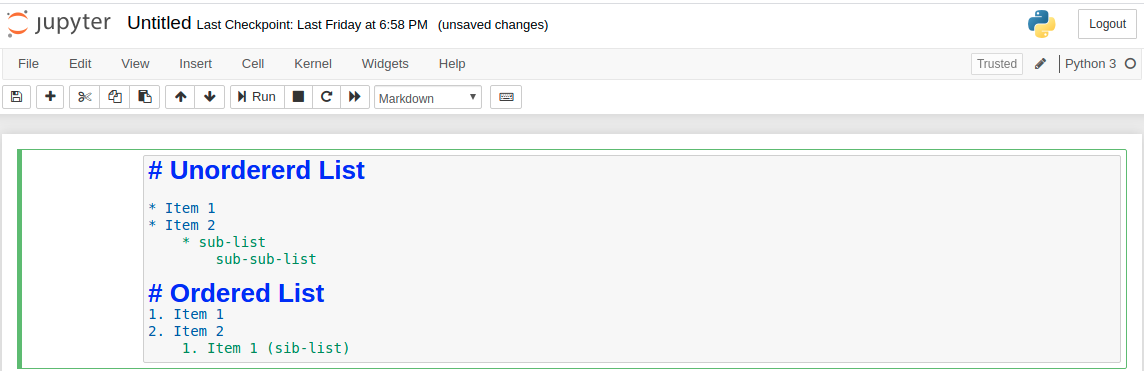 jupyter Untitled Last Checkpoint: Last Friday at 6:58 PM (unsaved changes) Logout
File Edit View Insert Cell Kernel Widgets Help Trusted Python 3
Run Markdown
# Unordererd List
* Item 1
* Item 2
* sub-list
sub-sub-list
# Ordered List
1. Item 1
2. Item 2
1. Item 1 (sib-list)